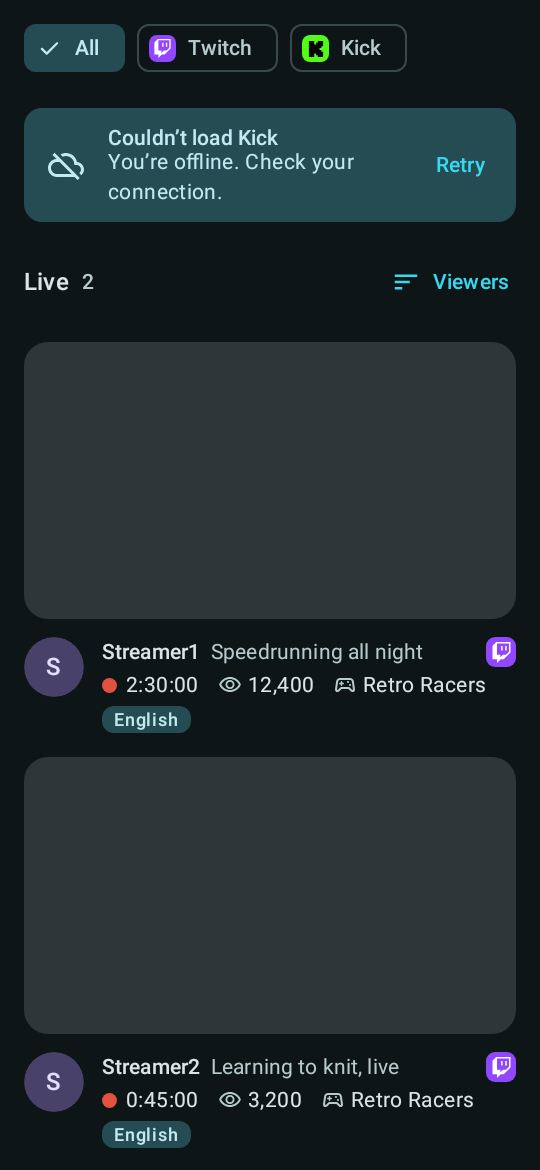 All Twitch Kick
Couldn’t load Kick
You’re offline. Check your
connection.
Retry
Live 2 Viewers
S
Streamer1 Speedrunning all night
2:30:00 12,400 Retro Racers
English
S
Streamer2 Learning to knit, live
0:45:00 3,200 Retro Racers
English